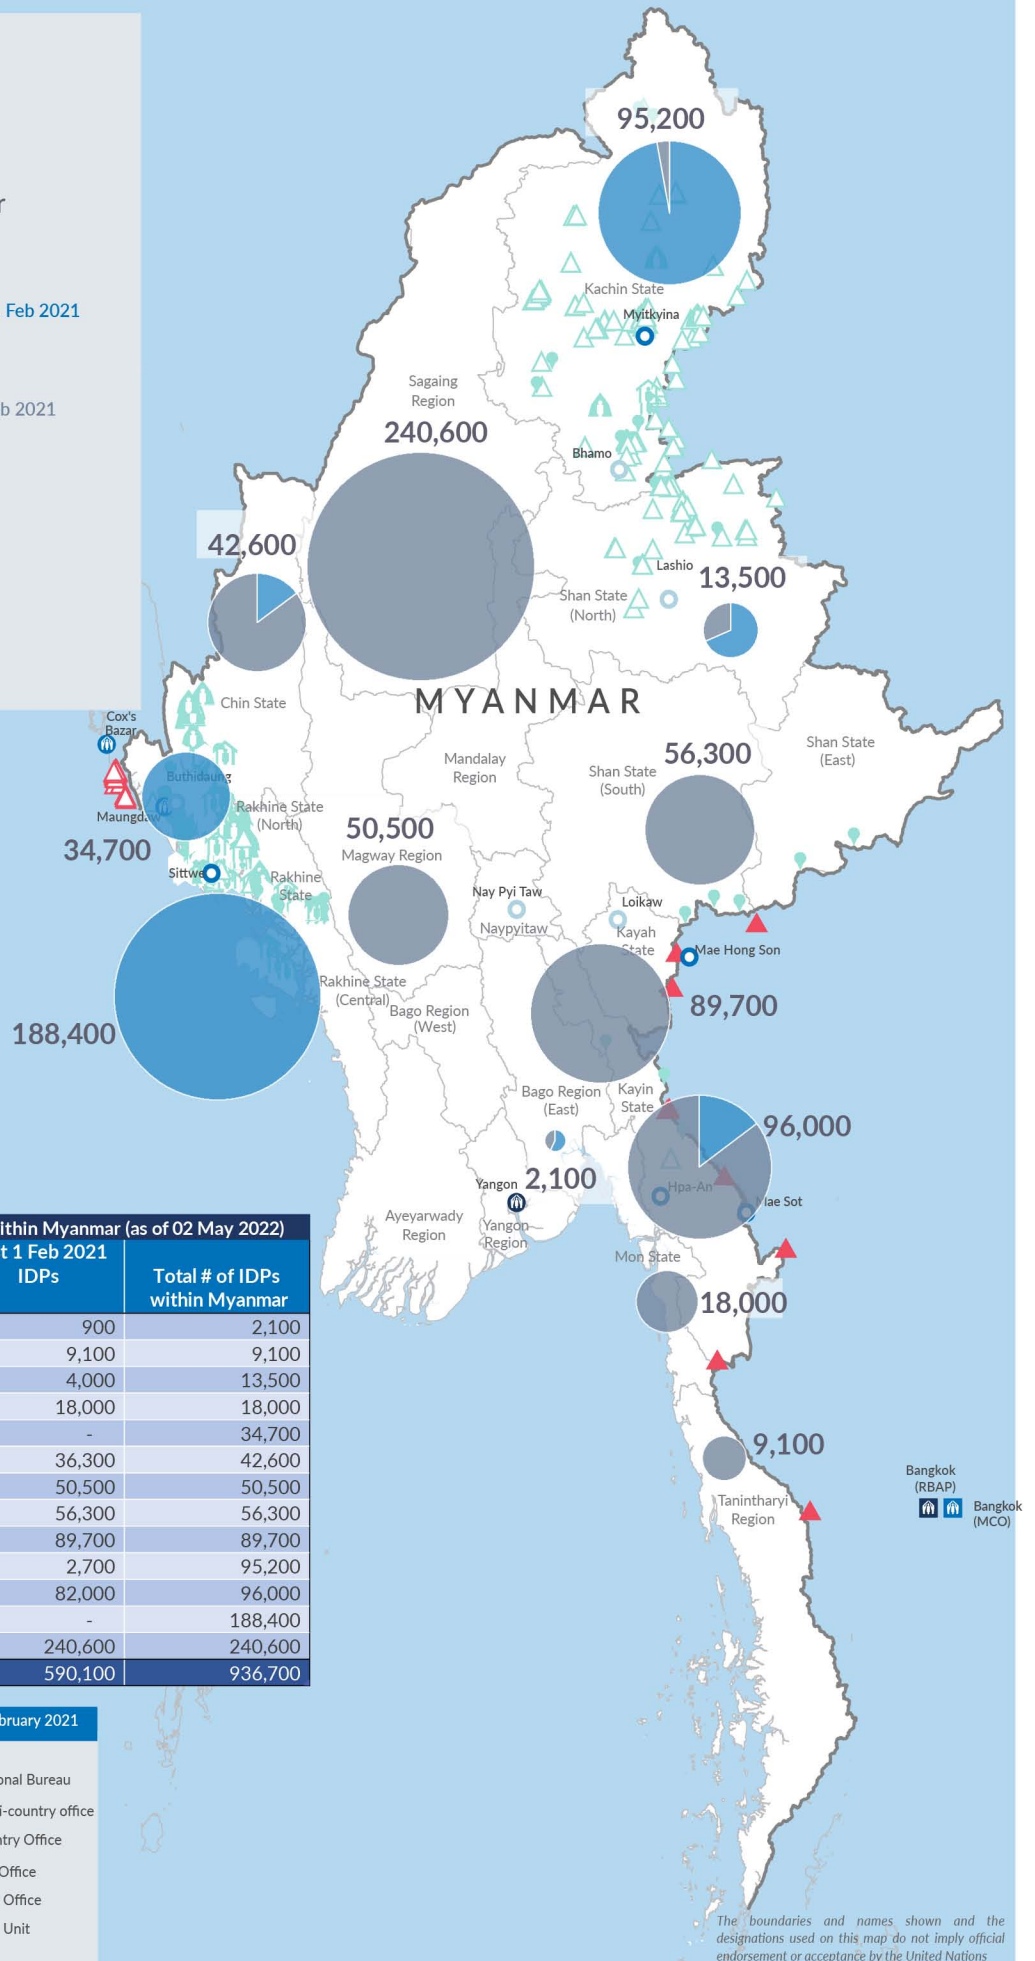 r
Feb 2021
b 2021
95,200
Kachin State
Myitkyina
Sagaing
Region
240,600
Bhamo
42,600
Lashio
13,500
Shan State
(North)
MYANMAR
Chin State
Cox's
Bazar
Mandalay
Region
56,300
Shan State
(South)
Shan State
(East)
Buthidaung
Maungdaw
Rakhine State
(North)
34,700
50,500
Magway Region
Sittwe
Rakhine
State
Nay Pyi Taw
Naypyitaw
Loikaw
Kayah
State
Mae Hong Son
Rakhine State
(Central)
Bago Region
(West)
89,700
188,400
Bago Region
(East)
Kayin
State
96,000
2,100
Yangon
Hpa-An
Mae Sot
Ayeyarwady
Region
Yangon
Region
Mon State
18,000
9,100
Tanintharyi
Region
Bangkok
(RBAP)
Bangkok
(MCO)
ithin Myanmar (as of 02 May 2022)
t 1 Feb 2021
IDPs
Total # of IDPs
within Myanmar
900 2,100
9,100 9,100
4,000 13,500
18,000 18,000
- 34,700
36,300 42,600
50,500 50,500
56,300 56,300
89,700 89,700
2,700 95,200
82,000 96,000
- 188,400
240,600 240,600
590,100 936,700
bruary 2021
onal Bureau
i-country office
ntry Office
Office
Office
Unit
The boundaries and names shown and the
designations used on this map do not imply official
endorsement or acceptance by the United Nations